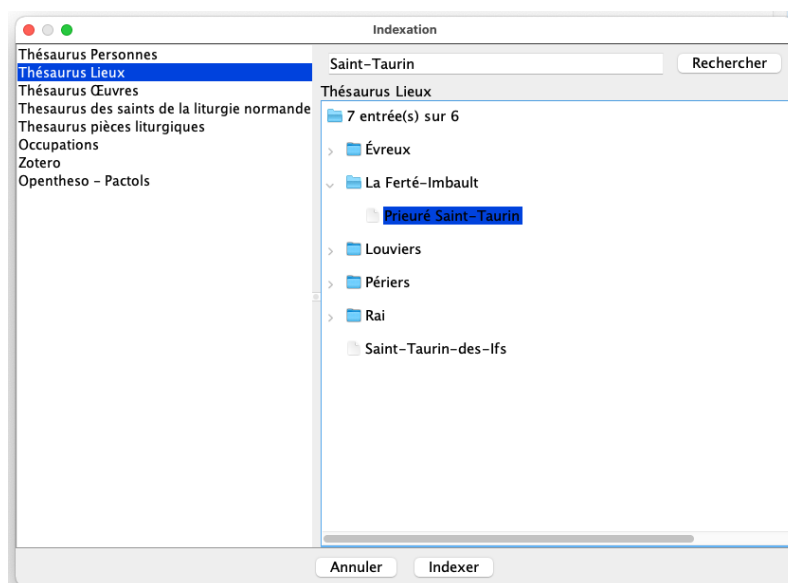 Indexation
Thésaurus Personnes
Thésaurus Lieux
Thésaurus Œuvres
Thesaurus des saints de la liturgie normande
Thesaurus pièces liturgiques
Occupations
Zotero
Opentheso – Pactols
Saint-Taurin
Rechercher
Thésaurus Lieux
7 entrée(s) sur 6
Évreux
La Ferté-Imbault
Prieuré Saint-Taurin
Louviers
Périers
Rai
Saint-Taurin-des-Ifs
Annuler
Indexer